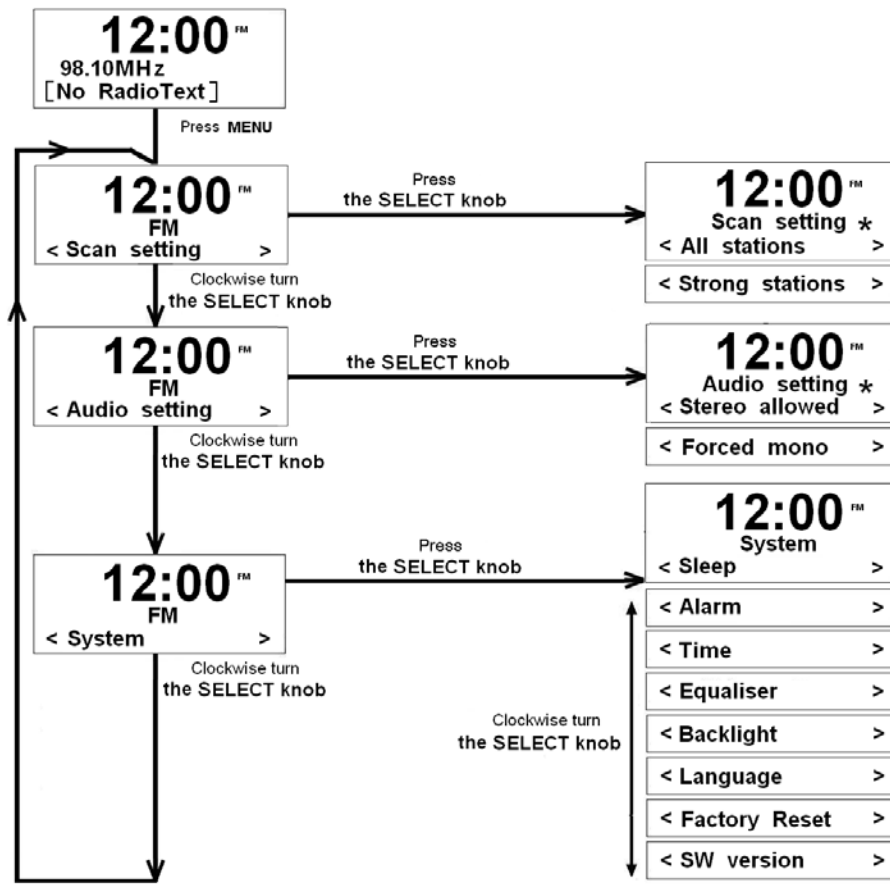 12:00 FM
98.10MHz
[No RadioText]
Press MENU
12:00 FM
FM
< Scan setting >
Press
the SELECT knob
12:00 FM
Scan setting *
< All stations >
< Strong stations >
Clockwise turn
the SELECT knob
12:00 FM
FM
< Audio setting >
Press
the SELECT knob
12:00 FM
Audio setting *
< Stereo allowed >
< Forced mono >
Clockwise turn
the SELECT knob
12:00 FM
FM
< System >
Press
the SELECT knob
12:00 FM
System
< Sleep >
< Alarm >
< Time >
< Equaliser >
< Backlight >
< Language >
< Factory Reset >
< SW version >
Clockwise turn
the SELECT knob
Clockwise turn
the SELECT knob